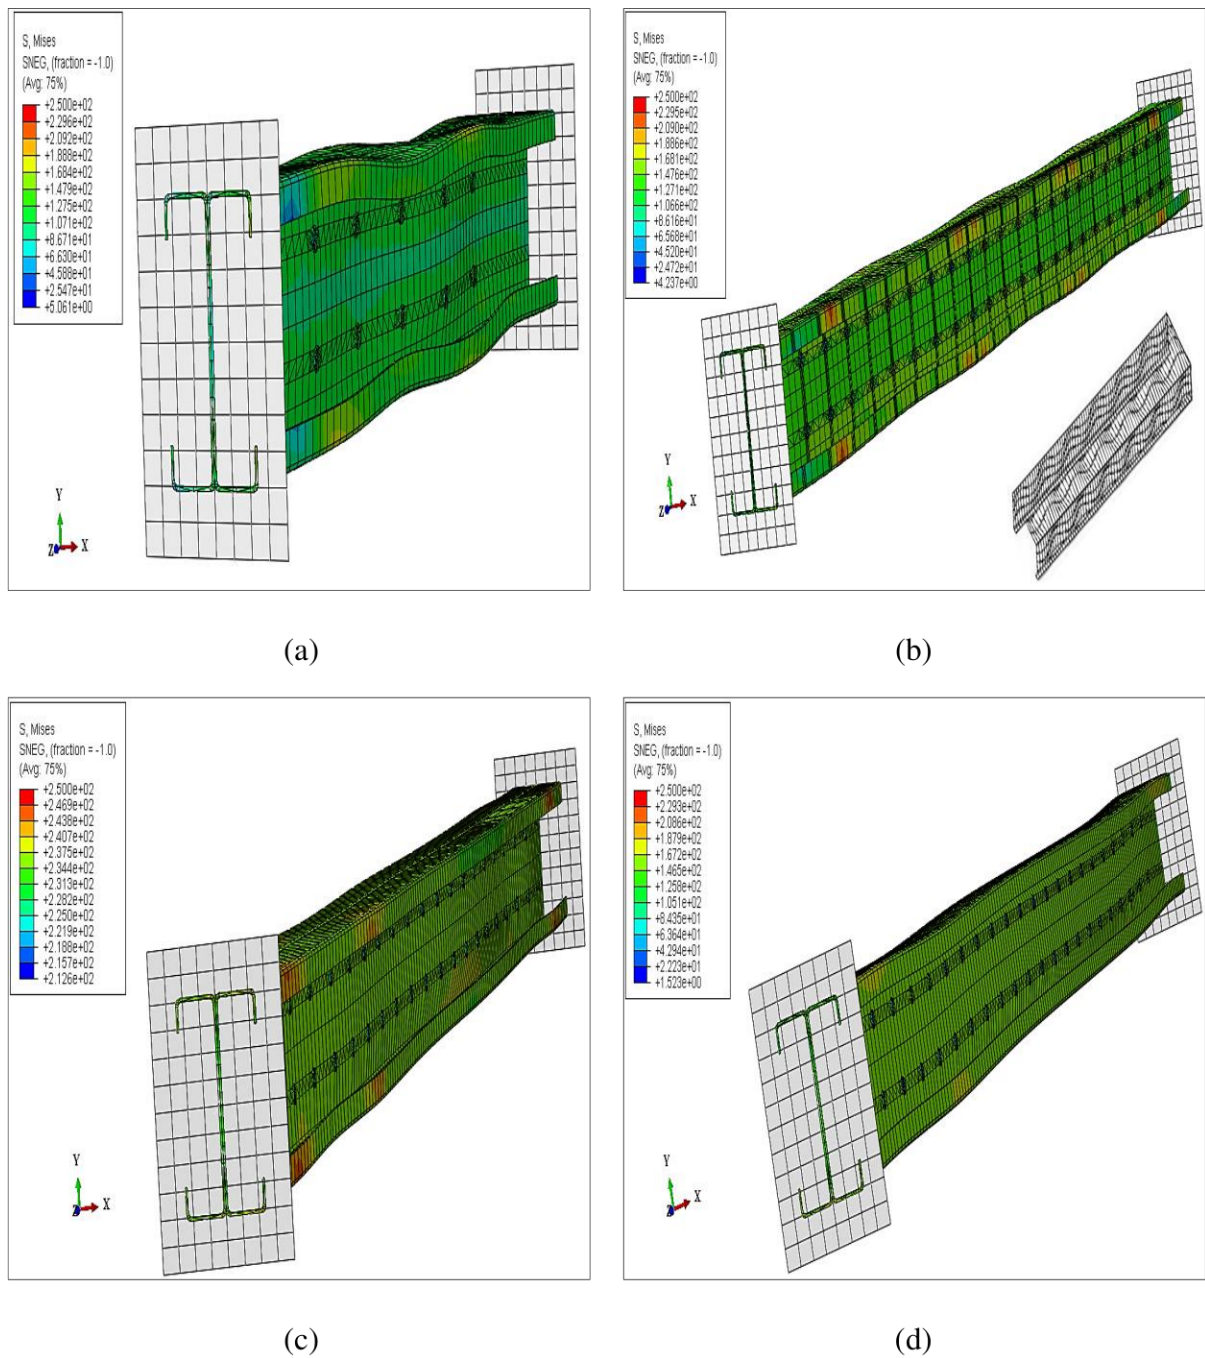 S, Mises
SNEG, (fraction = -1.0)
(Avg: 75%)
+2.500e+02
+2.296e+02
+2.092e+02
+1.888e+02
+1.684e+02
+1.479e+02
+1.275e+02
+1.071e+02
+8.671e+01
+6.630e+01
+4.588e+01
+2.547e+01
+5.061e+00
Y
Z
X
(a)
S, Mises
SNEG, (fraction = -1.0)
(Avg: 75%)
+2.500e+02
+2.295e+02
+2.090e+02
+1.886e+02
+1.681e+02
+1.476e+02
+1.271e+02
+1.066e+02
+8.616e+01
+6.568e+01
+4.520e+01
+2.472e+01
+4.237e+00
Y
Z
X
(b)
S, Mises
SNEG, (fraction = -1.0)
(Avg: 75%)
+2.500e+02
+2.469e+02
+2.438e+02
+2.407e+02
+2.375e+02
+2.344e+02
+2.313e+02
+2.282e+02
+2.250e+02
+2.219e+02
+2.188e+02
+2.157e+02
+2.126e+02
Y
Z
X
(c)
S, Mises
SNEG, (fraction = -1.0)
(Avg: 75%)
+2.500e+02
+2.293e+02
+2.086e+02
+1.879e+02
+1.672e+02
+1.465e+02
+1.258e+02
+1.051e+02
+8.435e+01
+6.364e+01
+4.294e+01
+2.223e+01
+1.523e+00
Y
Z
X
(d)